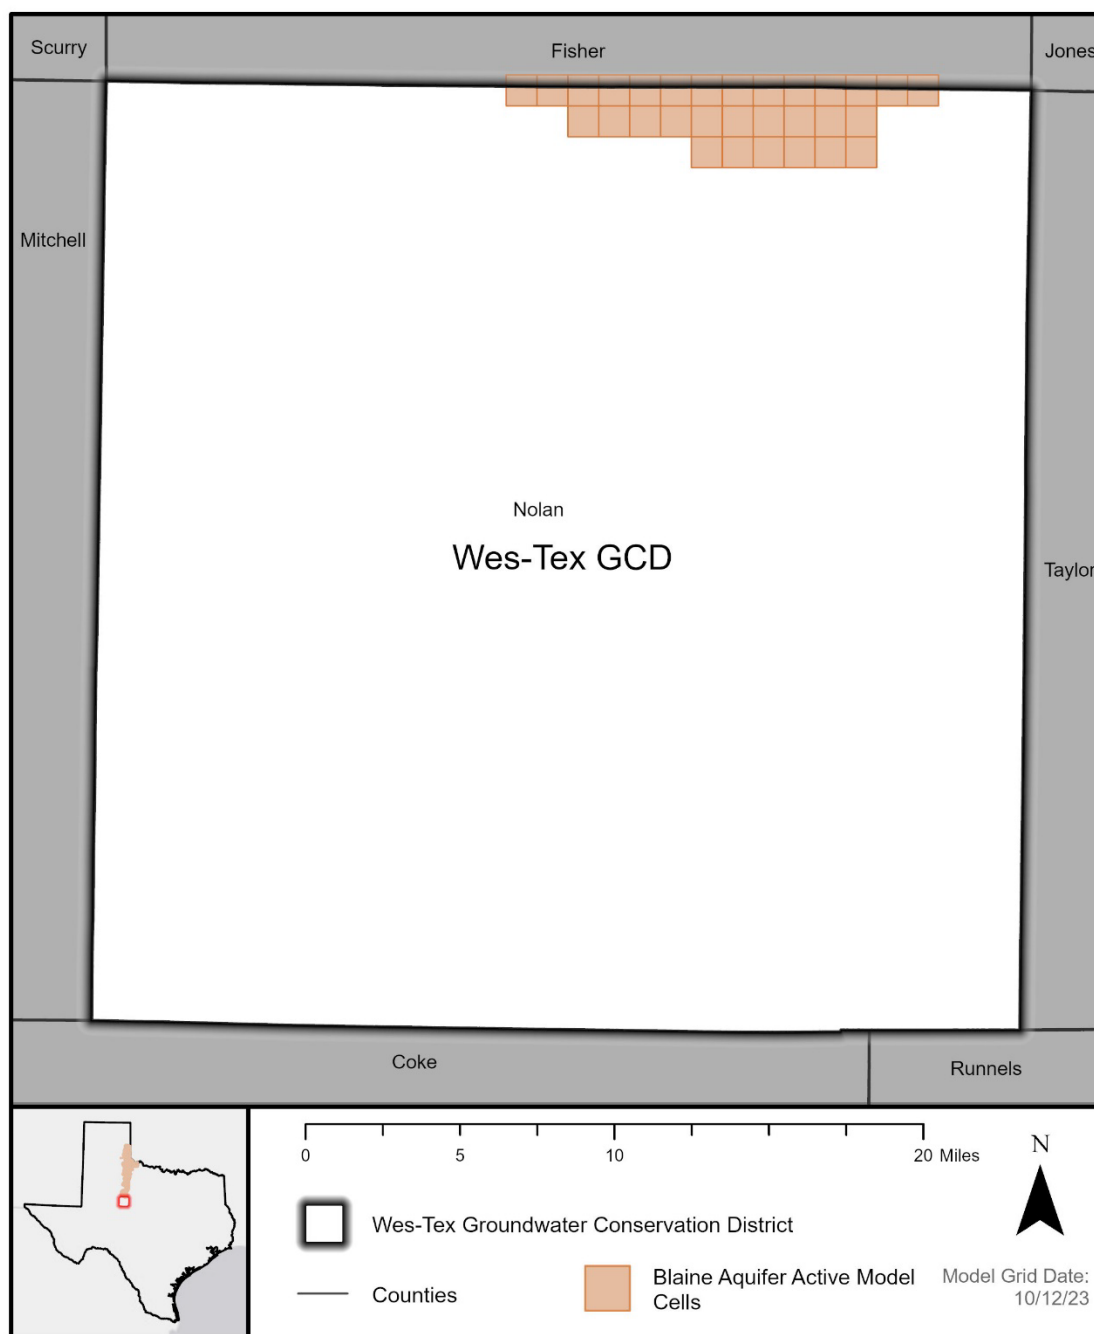 Scurry
Fisher
Jones
Mitchell
Nolan
Wes-Tex GCD
Taylor
Coke
Runnels
0 5 10 20 Miles
N
Wes-Tex Groundwater Conservation District
Counties
Blaine Aquifer Active Model
Cells
Model Grid Date:
10/12/23